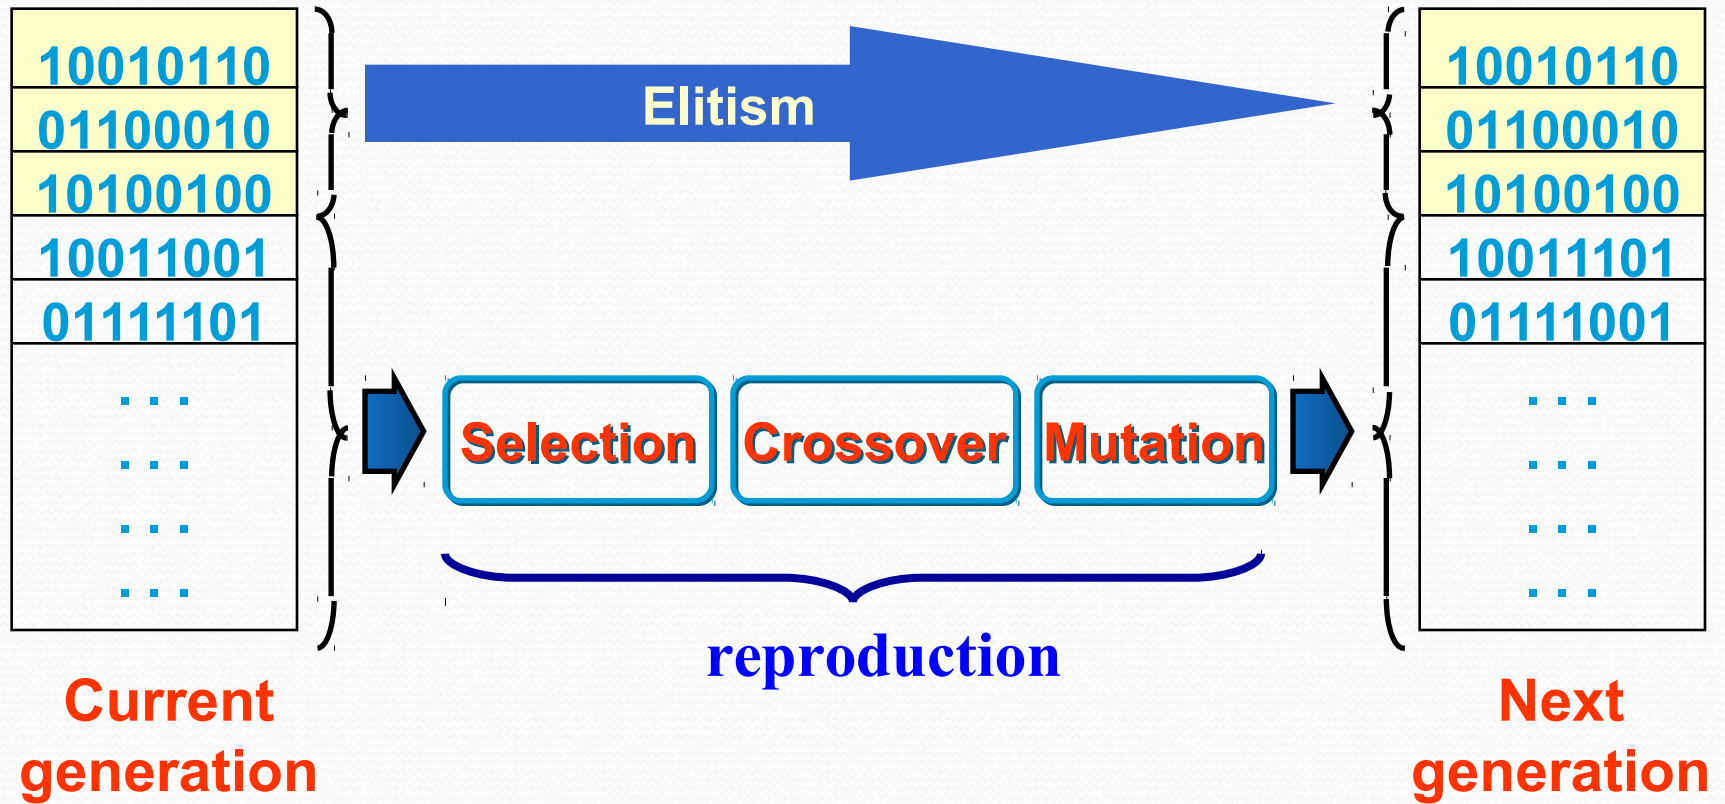 10010110
01100010
10100100
10011001
01111101
. . .
. . .
. . .
. . .
Current
generation
Elitism
Selection
Crossover
Mutation
reproduction
10010110
01100010
10100100
10011101
01111001
. . .
. . .
. . .
. . .
Next
generation